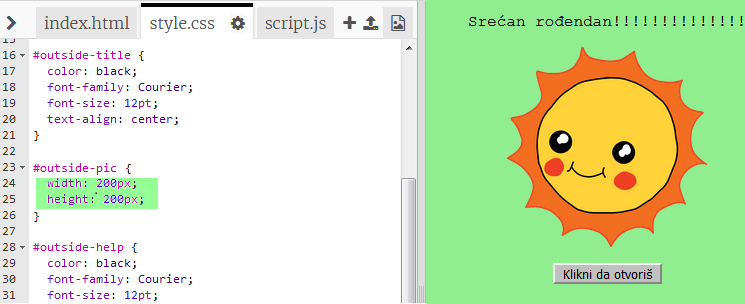 index.html style.css script.js
15
16 #outside-title {
17 color: black;
18 font-family: Courier;
19 font-size: 12pt;
20 text-align: center;
21 }
22
23 #outside-pic {
24 width: 200px;
25 height: 200px;
26 }
27
28 #outside-help {
29 color: black;
30 font-family: Courier;
31 font-size: 12pt;
Srećan rođendan!!!!!!!!!!!!!!!
Klikni da otvoriš